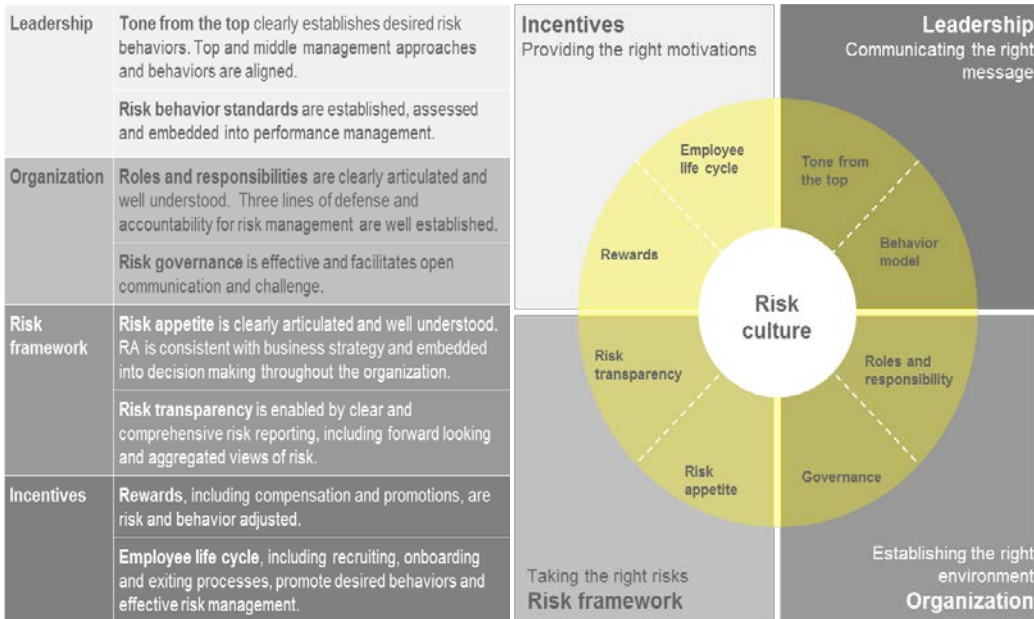 Leadership
Tone from the top clearly establishes desired risk
behaviors. Top and middle management approaches
and behaviors are aligned.
Risk behavior standards are established, assessed
and embedded into performance management.
Organization
Roles and responsibilities are clearly articulated and
well understood. Three lines of defense and
accountability for risk management are well established.
Risk governance is effective and facilitates open
communication and challenge.
Risk
framework
Risk appetite is clearly articulated and well understood.
RA is consistent with business strategy and embedded
into decision making throughout the organization.
Risk transparency is enabled by clear and
comprehensive risk reporting, including forward looking
and aggregated views of risk.
Incentives
Rewards, including compensation and promotions, are
risk and behavior adjusted.
Employee life cycle, including recruiting, onboarding
and exiting processes, promote desired behaviors and
effective risk management.
Incentives
Providing the right motivations
Leadership
Communicating the right
message
Employee
life cycle
Tone from
the top
Rewards
Behavior
model
Risk
culture
Risk
transparency
Roles and
responsibility
Risk
appetite
Governance
Taking the right risks
Risk framework
Establishing the right
environment
Organization